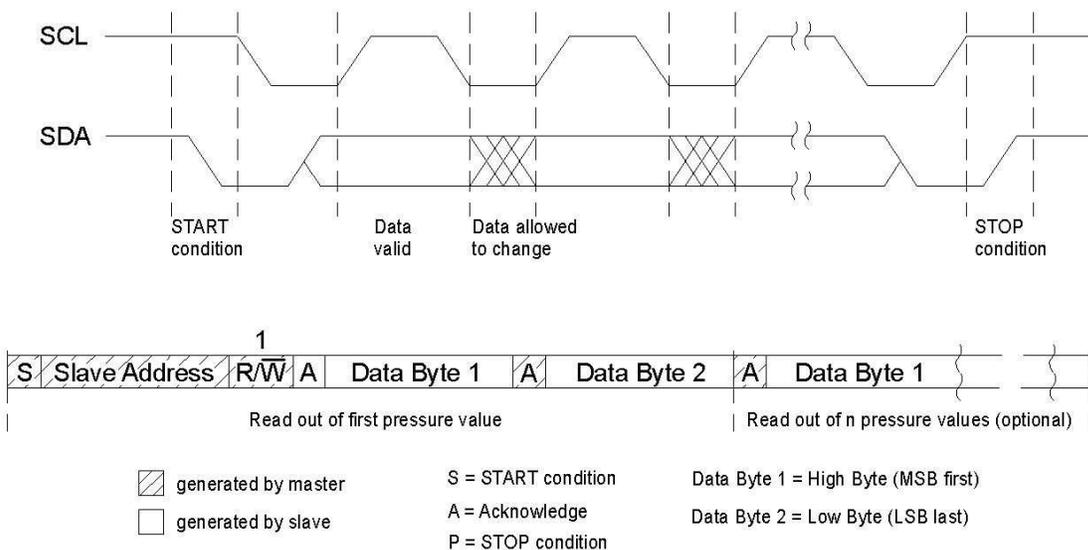 SCL
SDA
START
condition
Data
valid
Data allowed
to change
STOP
condition
1
S Slave Address R/W̅ A Data Byte 1 A Data Byte 2 A Data Byte 1
Read out of first pressure value
Read out of n pressure values (optional)
generated by master
generated by slave
S = START condition
A = Acknowledge
P = STOP condition
Data Byte 1 = High Byte (MSB first)
Data Byte 2 = Low Byte (LSB last)